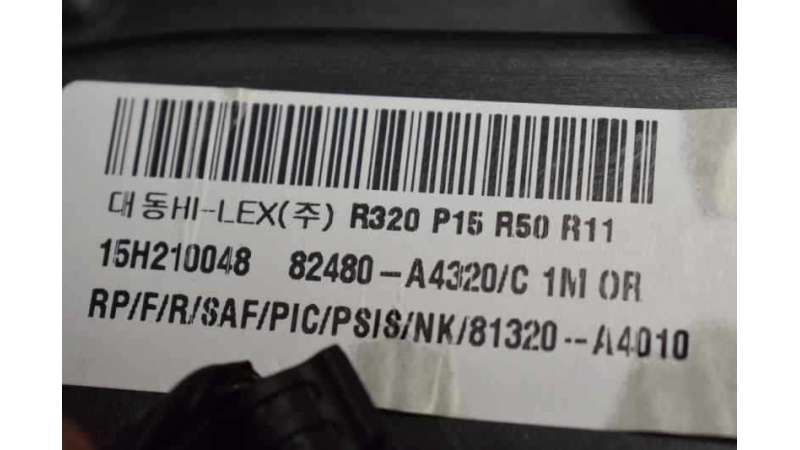 대동HI-LEX(주) R320 P15 R50 R11
15H210048 82480-A4320/C 1M OR
RP/F/R/SAF/PIC/PSIS/NK/81320-A4010